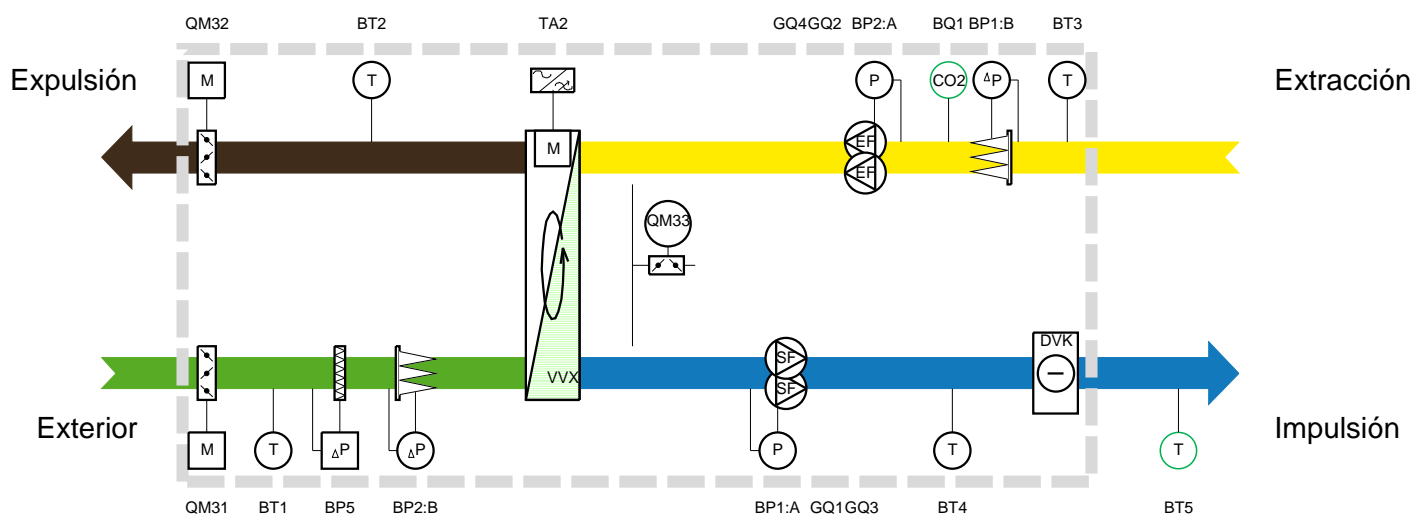 QM32 BT2 TA2 GQ4GQ2 BP2:A BQ1 BP1:B BT3
Expulsión M T P CO2 ΔP T Extracción
M EF
EF
QM33
DVK
SF
VVX SF
Exterior M T ΔP ΔP P T T Impulsión
QM31 BT1 BP5 BP2:B BP1:A GQ1GQ3 BT4 BT5